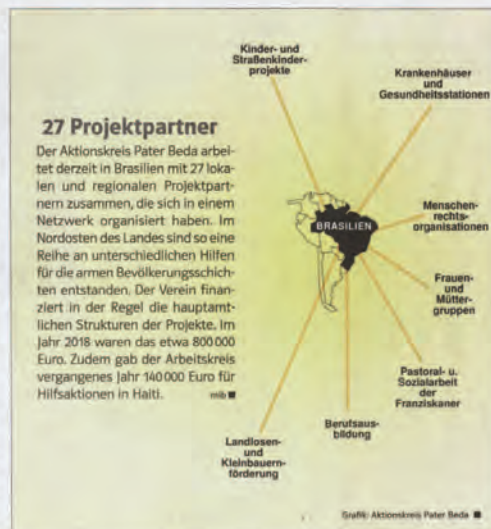 27 Projektpartner
Der Aktionskreis Pater Beda arbei-
tet derzeit in Brasilien mit 27 loka-
len und regionalen Projektpart-
nern zusammen, die sich in einem
Netzwerk organisiert haben. Im
Nordosten des Landes sind so eine
Reihe an unterschiedlichen Hilfen
für die armen Bevölkerungsschich-
ten entstanden. Der Verein finan-
ziert in der Regel die hauptamt-
lichen Strukturen der Projekte. Im
Jahr 2018 waren das etwa 800 000
Euro. Zudem gab der Arbeitskreis
vergangenes Jahr 140 000 Euro für
Hilfsaktionen in Haiti. mib ■
Kinder- und
Straßenkinder-
projekte
Krankenhäuser
und
Gesundheitsstationen
BRASILIEN
Menschen-
rechts-
organisationen
Frauen-
und
Mütter-
gruppen
Pastoral- u.
Sozialarbeit
der
Franziskaner
Berufsaus-
bildung
Landlosen-
und
Kleinbauern-
förderung
Grafik: Aktionskreis Pater Beda ■